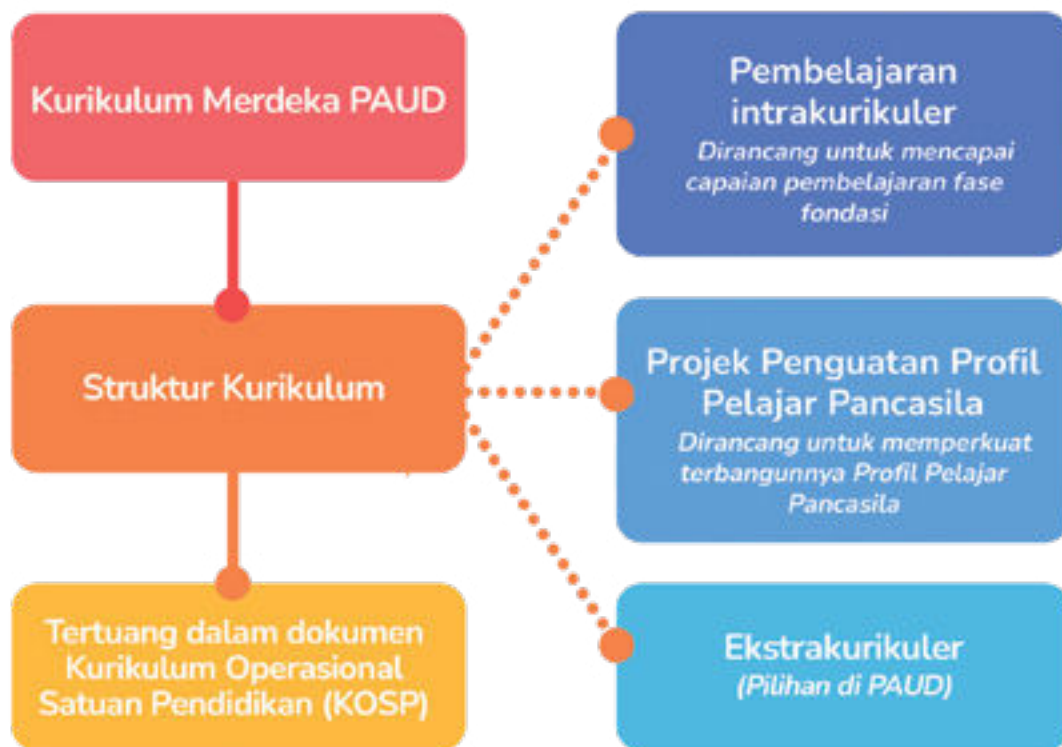 Kurikulum Merdeka PAUD
Struktur Kurikulum
Tertuang dalam dokumen
Kurikulum Operasional
Satuan Pendidikan (KOSP)
Pembelajaran
intrakurikuler
Dirancang untuk mencapai
capaian pembelajaran fase
fondasi
Projek Penguatan Profil
Pelajar Pancasila
Dirancang untuk memperkuat
terbangunnya Profil Pelajar
Pancasila
Ekstrakurikuler
(Pilihan di PAUD)